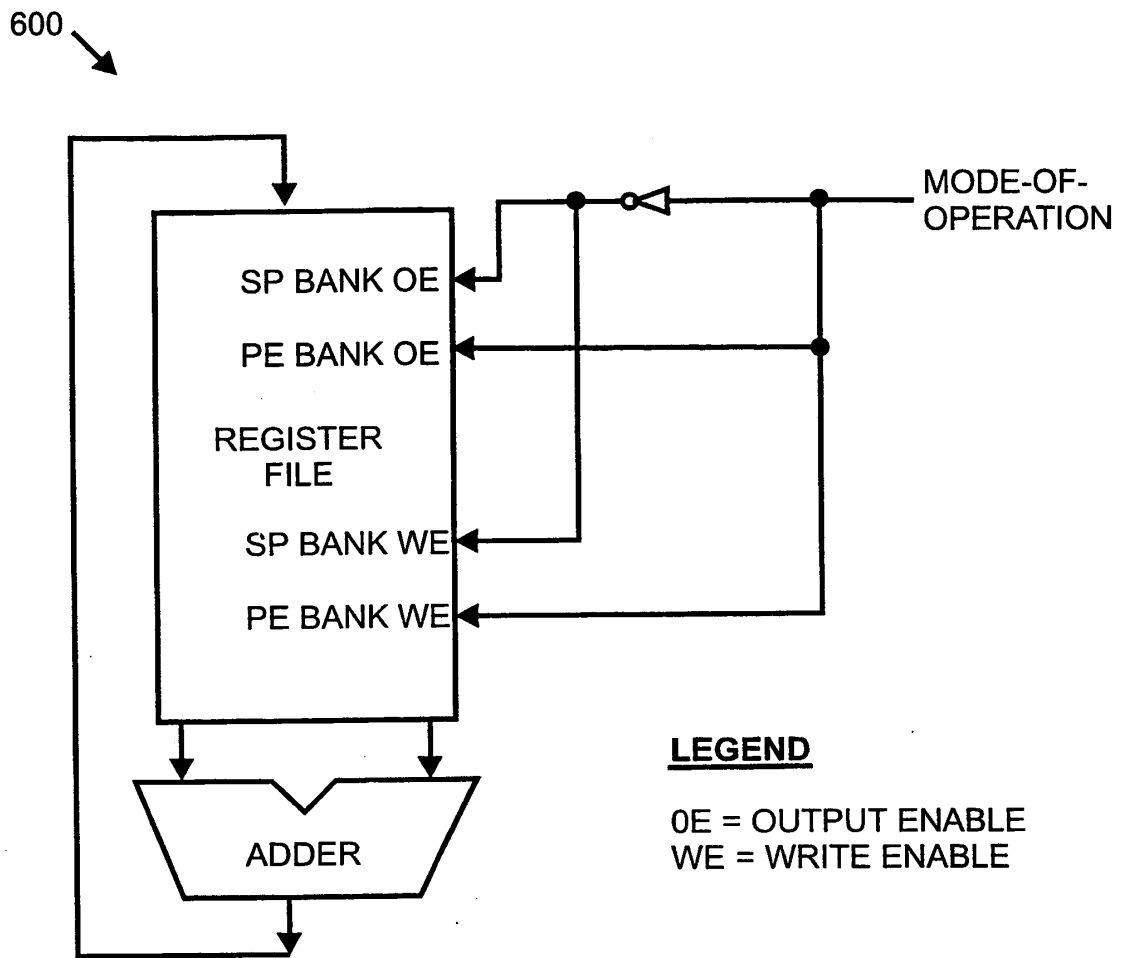 600
MODE-OF-
OPERATION
SP BANK OE
PE BANK OE
REGISTER
FILE
SP BANK WE
PE BANK WE
LEGEND
0E = OUTPUT ENABLE
WE = WRITE ENABLE
ADDER